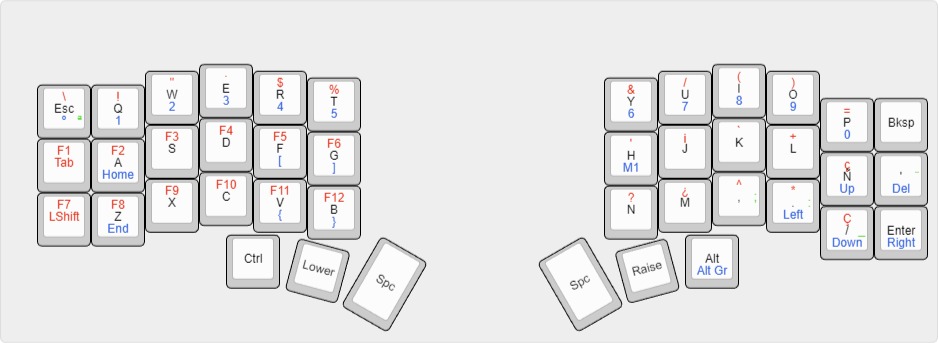 \
Esc
º
!
Q
1
"
W
2
·
E
3
$
R
4
%
T
5
&
Y
6
/
U
7
(
I
8
)
O
9
=
P
0
Bksp
F1
Tab
F2
A
Home
F3
S
F4
D
F5
F
[
F6
G
]
'
H
M1
¡
J
`
K
+
L
ç
Ñ
Up
Del
F7
LShift
F8
Z
End
F9
X
F10
C
F11
V
{
F12
B
}
?
N
¿
M
^
, ;
*
. :
Left
Ç
/
Down
Enter
Right
Ctrl
Lower
Spc
Spc
Raise
Alt
Alt Gr